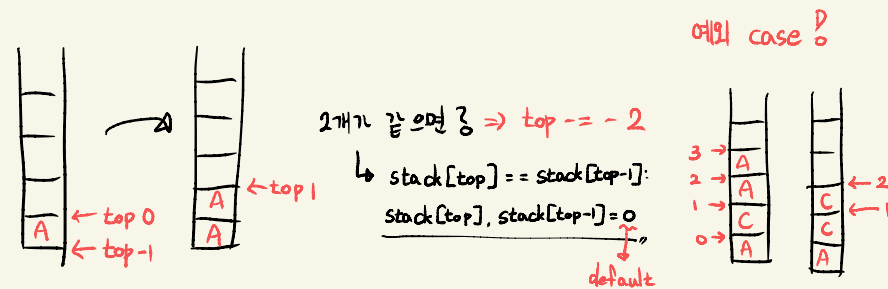 예외 case !
A
← top 0
← top -1
A
A
← top 1
2개가 같으면 펑 => top -= - 2
↳ stack[top] == stack[top-1]:
stack[top], stack[top-1] = 0
default
3 →
2 →
1 →
0 →
A
A
C
A
← 2
← 1
C
C
A